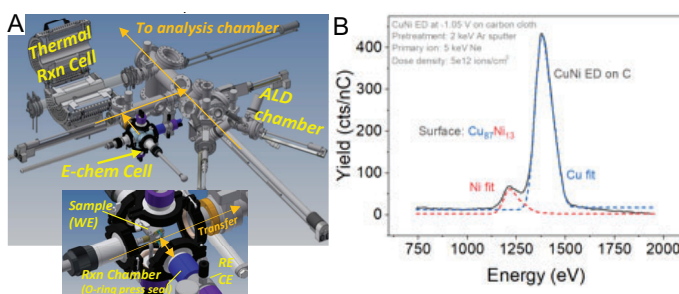 A
To analysis chamber
Thermal
Rxn Cell
ALD
chamber
E-chem Cell
Sample
(WE)
Transfer
Rxn Chamber
(O-ring press seal)
RE
CE
B
CuNi ED at -1.05 V on carbon cloth
Pretreatment: 2 keV Ar sputter
Primary ion: 5 keV Ne
Dose density: 5e12 ions/cm²
CuNi ED on C
Surface: Cu₈₇Ni₁₃
Ni fit
Cu fit
Yield (cts/nC)
400
300
200
100
0
750 1000 1250 1500 1750 2000
Energy (eV)